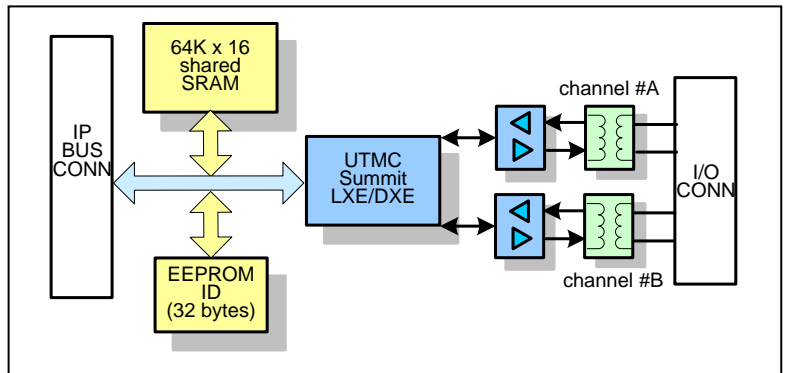 64K x 16
shared
SRAM
channel #A
IP
BUS
CONN
UTMC
Summit
LXE/DXE
I/O
CONN
EEPROM
ID
(32 bytes)
channel #B